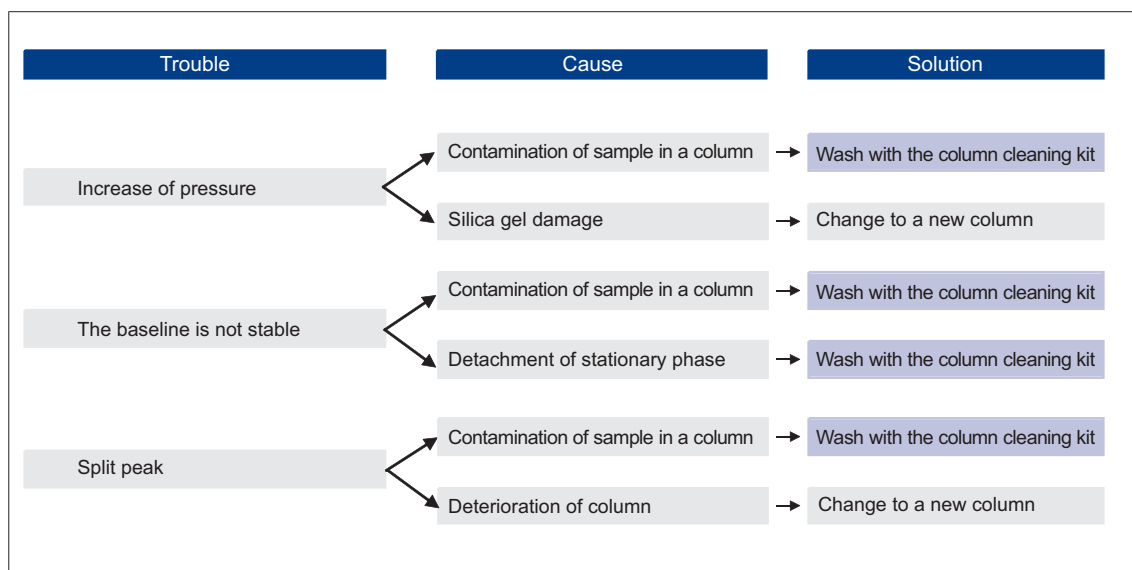 Trouble
Cause
Solution
Increase of pressure
Contamination of sample in a column
Wash with the column cleaning kit
Silica gel damage
Change to a new column
The baseline is not stable
Contamination of sample in a column
Wash with the column cleaning kit
Detachment of stationary phase
Wash with the column cleaning kit
Split peak
Contamination of sample in a column
Wash with the column cleaning kit
Deterioration of column
Change to a new column